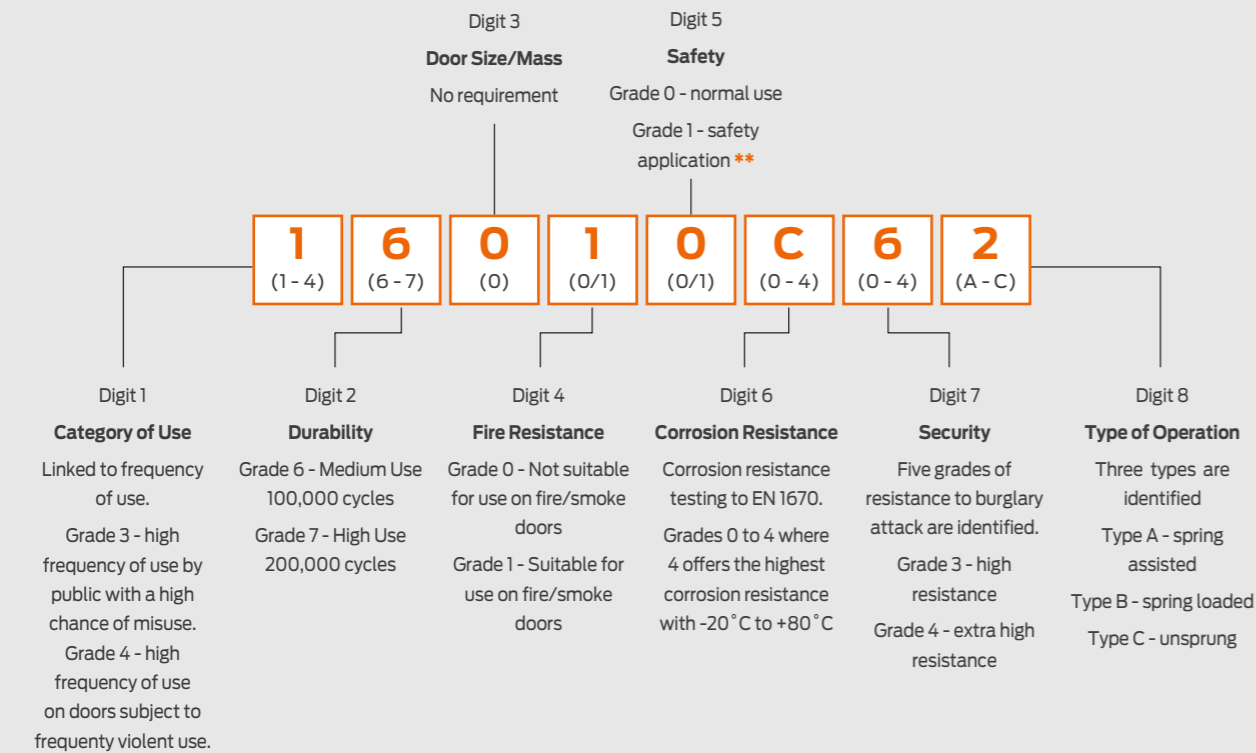 Digit 3
Door Size/Mass
No requirement
Digit 5
Safety
Grade 0 - normal use
Grade 1 - safety
application **
1
(1 - 4)
6
(6 - 7)
0
(0)
1
(0/1)
0
(0/1)
C
(0 - 4)
6
(0 - 4)
2
(A - C)
Digit 1
Category of Use
Linked to frequency
of use.
Grade 3 - high
frequency of use by
public with a high
chance of misuse.
Grade 4 - high
frequency of use
on doors subject to
frequenty violent use.
Digit 2
Durability
Grade 6 - Medium Use
100,000 cycles
Grade 7 - High Use
200,000 cycles
Digit 4
Fire Resistance
Grade 0 - Not suitable
for use on fire/smoke
doors
Grade 1 - Suitable for
use on fire/smoke
doors
Digit 6
Corrosion Resistance
Corrosion resistance
testing to EN 1670.
Grades 0 to 4 where
4 offers the highest
corrosion resistance
with -20˚C to +80˚C
Digit 7
Security
Five grades of
resistance to burglary
attack are identified.
Grade 3 - high
resistance
Grade 4 - extra high
resistance
Digit 8
Type of Operation
Three types are
identified
Type A - spring
assisted
Type B - spring loaded
Type C - unsprung